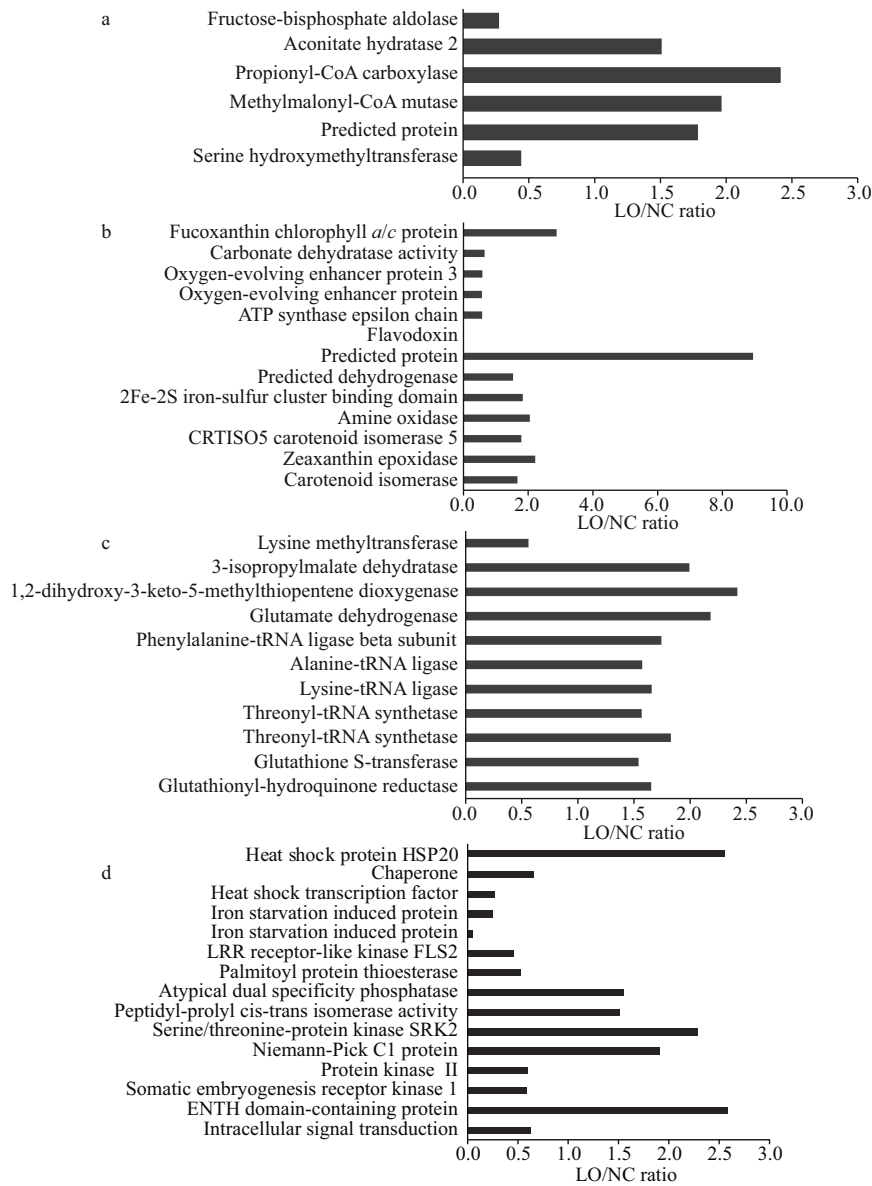 a
Fructose-bisphosphate aldolase
Aconitate hydratase 2
Propionyl-CoA carboxylase
Methylmalonyl-CoA mutase
Predicted protein
Serine hydroxymethyltransferase
0.0 0.5 1.0 1.5 2.0 2.5 3.0
LO/NC ratio
b
Fucoxanthin chlorophyll a/c protein
Carbonate dehydratase activity
Oxygen-evolving enhancer protein 3
Oxygen-evolving enhancer protein
ATP synthase epsilon chain
Flavodoxin
Predicted protein
Predicted dehydrogenase
2Fe-2S iron-sulfur cluster binding domain
Amine oxidase
CRTISO5 carotenoid isomerase 5
Zeaxanthin epoxidase
Carotenoid isomerase
0.0 2.0 4.0 6.0 8.0 10.0
LO/NC ratio
c
Lysine methyltransferase
3-isopropylmalate dehydratase
1,2-dihydroxy-3-keto-5-methylthiopentene dioxygenase
Glutamate dehydrogenase
Phenylalanine-tRNA ligase beta subunit
Alanine-tRNA ligase
Lysine-tRNA ligase
Threonyl-tRNA synthetase
Threonyl-tRNA synthetase
Glutathione S-transferase
Glutathionyl-hydroquinone reductase
0.0 0.5 1.0 1.5 2.0 2.5 3.0
LO/NC ratio
d
Heat shock protein HSP20
Chaperone
Heat shock transcription factor
Iron starvation induced protein
Iron starvation induced protein
LRR receptor-like kinase FLS2
Palmitoyl protein thioesterase
Atypical dual specificity phosphatase
Peptidyl-prolyl cis-trans isomerase activity
Serine/threonine-protein kinase SRK2
Niemann-Pick C1 protein
Protein kinase II
Somatic embryogenesis receptor kinase 1
ENTH domain-containing protein
Intracellular signal transduction
0.0 0.5 1.0 1.5 2.0 2.5 3.0
LO/NC ratio